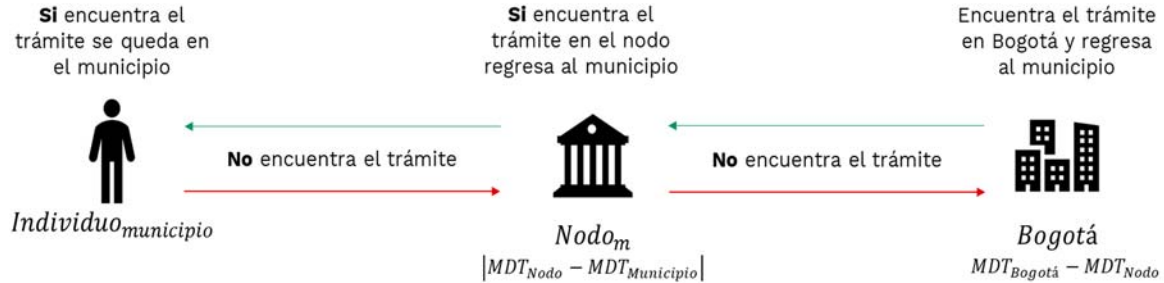 Si encuentra el
trámite se queda en
el municipio
Si encuentra el
trámite en el nodo
regresa al municipio
Encuentra el trámite
en Bogotá y regresa
al municipio
No encuentra el trámite
No encuentra el trámite
Individuo_municipio
Nodo_m
|MDT_Nodo − MDT_Municipio|
Bogotá
MDT_Bogotá − MDT_Nodo